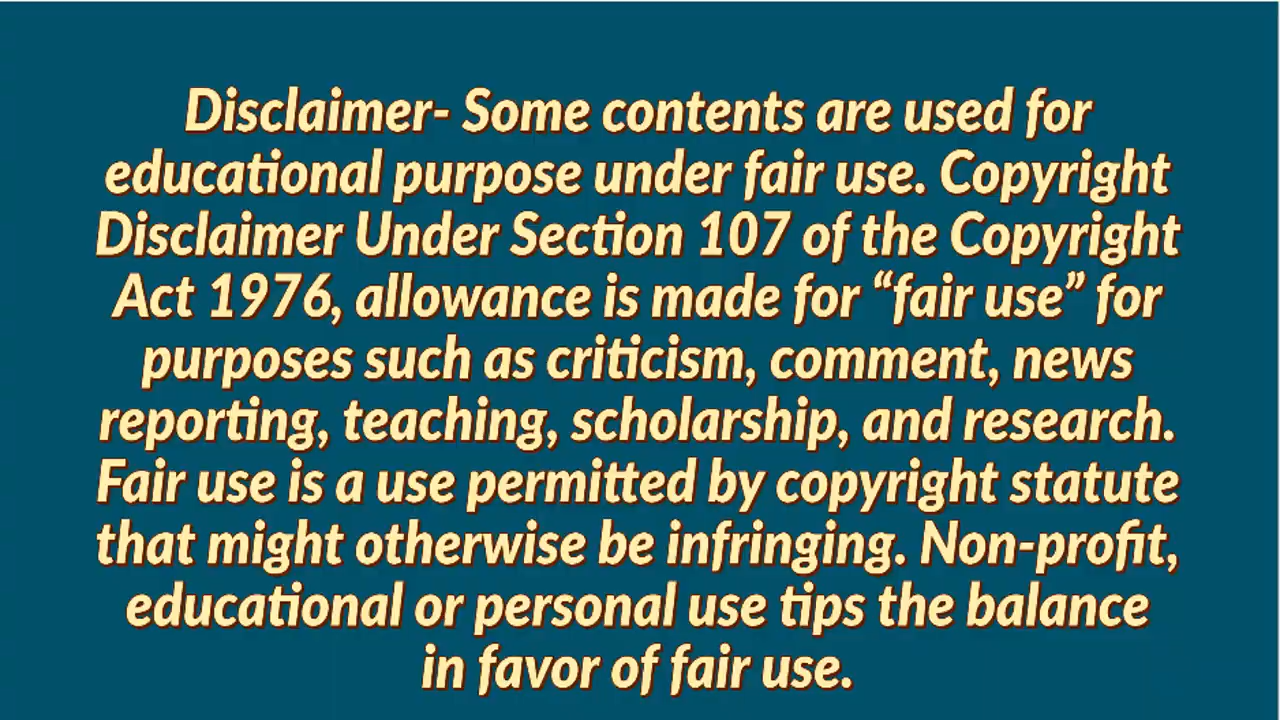 Disclaimer- Some contents are used for
educational purpose under fair use. Copyright
Disclaimer Under Section 107 of the Copyright
Act 1976, allowance is made for “fair use” for
purposes such as criticism, comment, news
reporting, teaching, scholarship, and research.
Fair use is a use permitted by copyright statute
that might otherwise be infringing. Non-profit,
educational or personal use tips the balance
in favor of fair use.